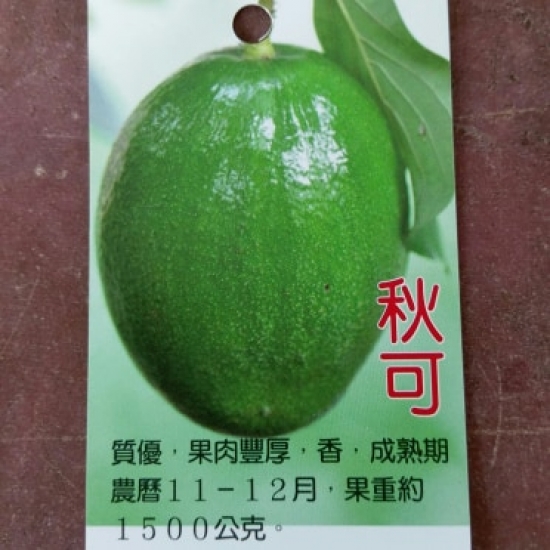 秋可
質優，果肉豐厚，香，成熟期
農曆11－12月，果重約
1500公克。